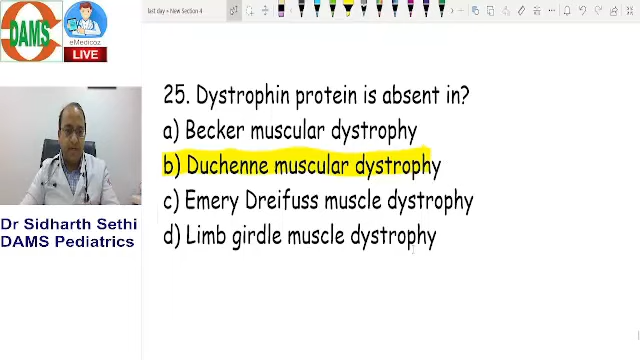 DAMS
eMedicoz
LIVE
last day + New Section 4
25. Dystrophin protein is absent in?
a) Becker muscular dystrophy
b) Duchenne muscular dystrophy
c) Emery Dreifuss muscle dystrophy
d) Limb girdle muscle dystrophy
Dr Sidharth Sethi
DAMS Pediatrics